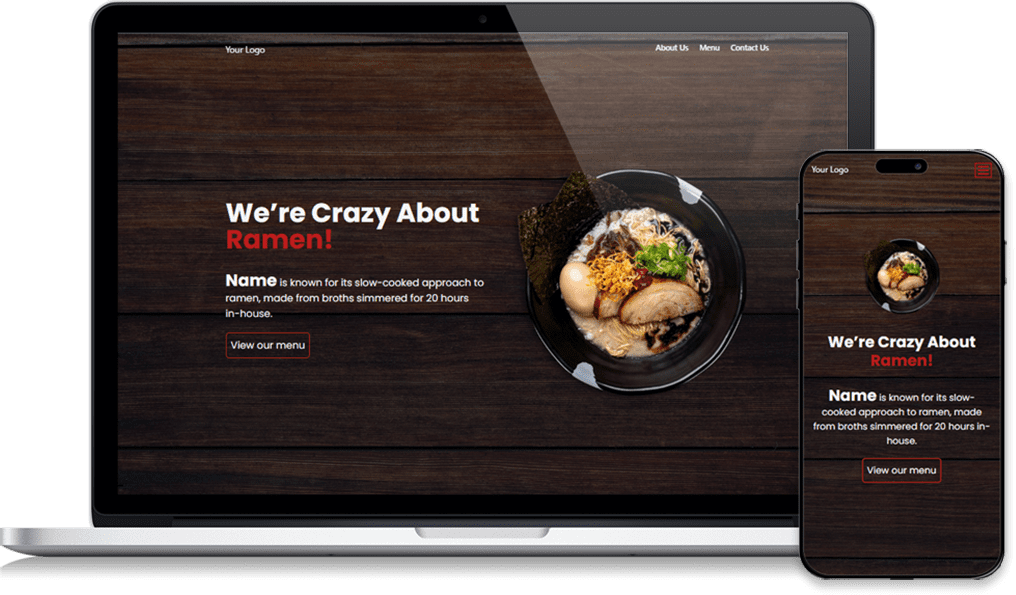 Your Logo
About Us Menu Contact Us
We’re Crazy About
Ramen!
Name is known for its slow-cooked approach to
ramen, made from broths simmered for 20 hours
in-house.
View our menu
Your Logo
We’re Crazy About
Ramen!
Name is known for its slow-
cooked approach to ramen, made
from broths simmered for 20 hours in-
house.
View our menu